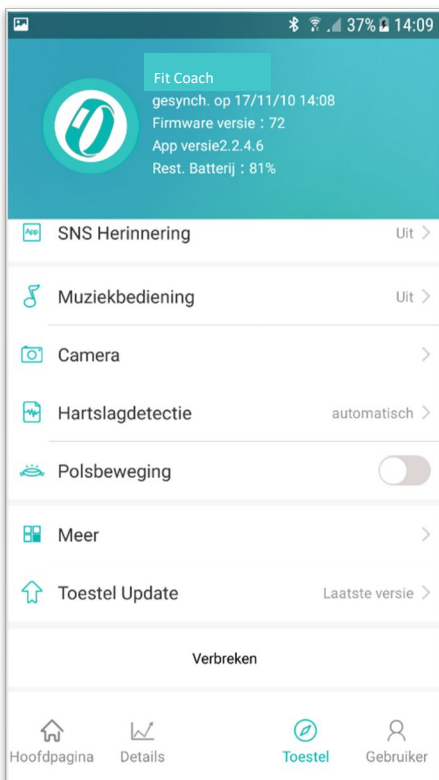 37% 14:09
Fit Coach
gesynch. op 17/11/10 14:08
Firmware versie : 72
App versie2.2.4.6
Rest. Batterij : 81%
App SNS Herinnering Uit
Muziekbediening Uit
Camera
Hartslagdetectie automatisch
Polsbeweging
Meer
Toestel Update Laatste versie
Verbreken
Hoofdpagina Details Toestel Gebruiker